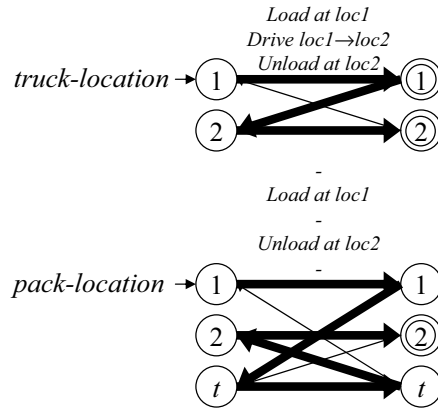 Load at loc1
Drive loc1→loc2
Unload at loc2
truck-location
1
1
2
2
-
Load at loc1
-
Unload at loc2
-
pack-location
1
1
2
2
t
t